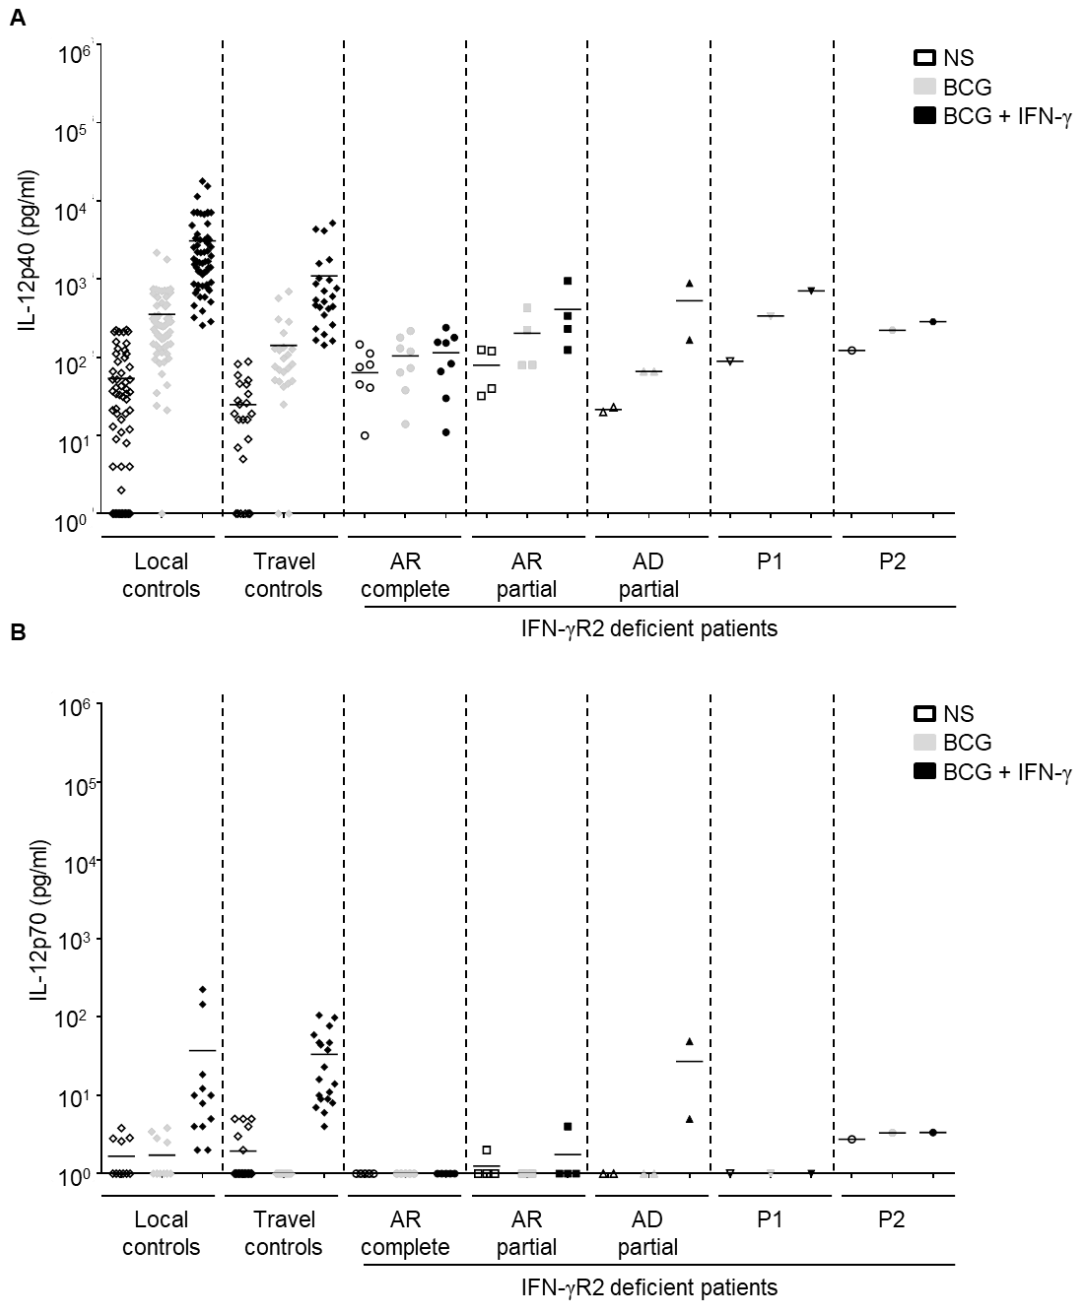 A
NS
BCG
BCG + IFN-γ
IL-12p40 (pg/ml)
10⁶
10⁵
10⁴
10³
10²
10¹
10⁰
Local
controls
Travel
controls
AR
complete
AR
partial
AD
partial
P1
P2
IFN-γR2 deficient patients
B
NS
BCG
BCG + IFN-γ
IL-12p70 (pg/ml)
10⁶
10⁵
10⁴
10³
10²
10¹
10⁰
Local
controls
Travel
controls
AR
complete
AR
partial
AD
partial
P1
P2
IFN-γR2 deficient patients